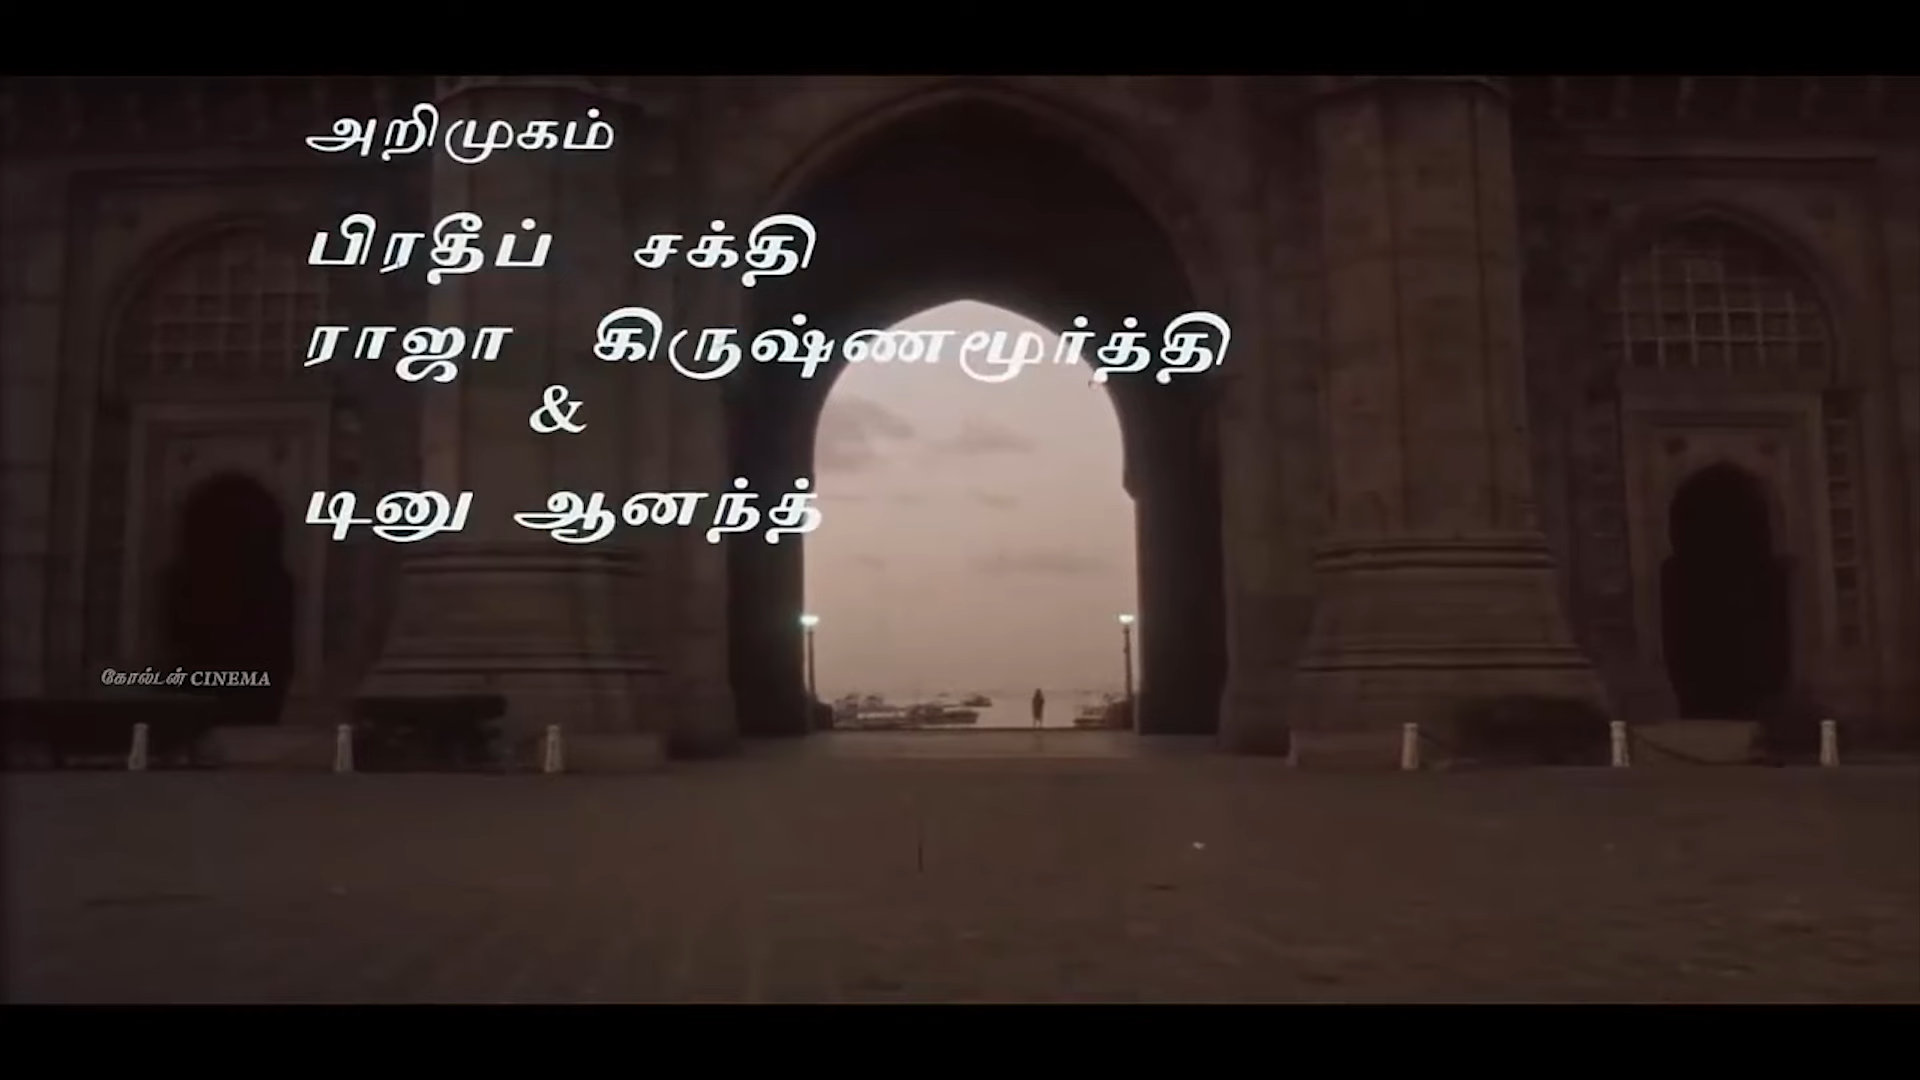 அறிமுகம்
பிரதீப் சக்தி
ராஜா கிருஷ்ணமூர்த்தி
&
டினு ஆனந்த்
கோல்டன் CINEMA